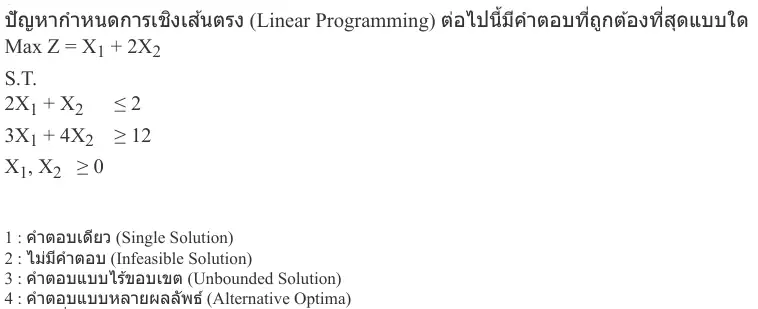 ปัญหากำหนดการเชิงเส้นตรง (Linear Programming) ต่อไปนี้มีคำตอบที่ถูกต้องที่สุดแบบใด
Max Z = X1 + 2X2
S.T.
2X1 + X2 ≤ 2
3X1 + 4X2 ≥ 12
X1, X2 ≥ 0
1 : คำตอบเดียว (Single Solution)
2 : ไม่มีคำตอบ (Infeasible Solution)
3 : คำตอบแบบไร้ขอบเขต (Unbounded Solution)
4 : คำตอบแบบหลายผลลัพธ์ (Alternative Optima)